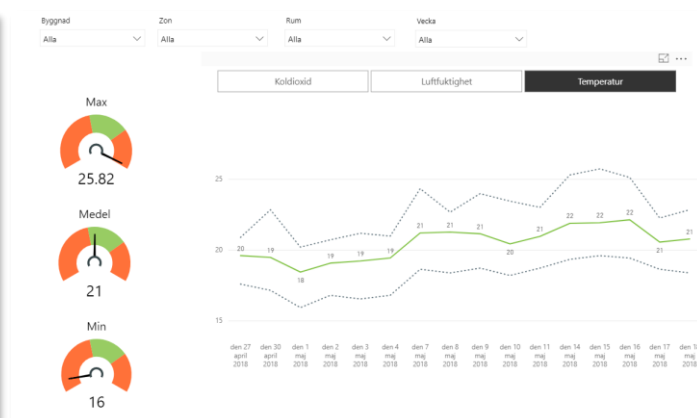 Byggnad Zon Rum Vecka
Alla Alla Alla Alla
Koldioxid Luftfuktighet Temperatur
Max
25.82
Medel
21
Min
16
25
20
15
20 19 18 19 19 19 21 21 21 20 21 22 22 22 21 21
den 27 den 30 den 1 den 2 den 3 den 4 den 7 den 8 den 9 den 10 den 11 den 14 den 15 den 16 den 17
april april maj maj maj maj maj maj maj maj maj maj maj maj maj maj
2018 2018 2018 2018 2018 2018 2018 2018 2018 2018 2018 2018 2018 2018 2018 2018